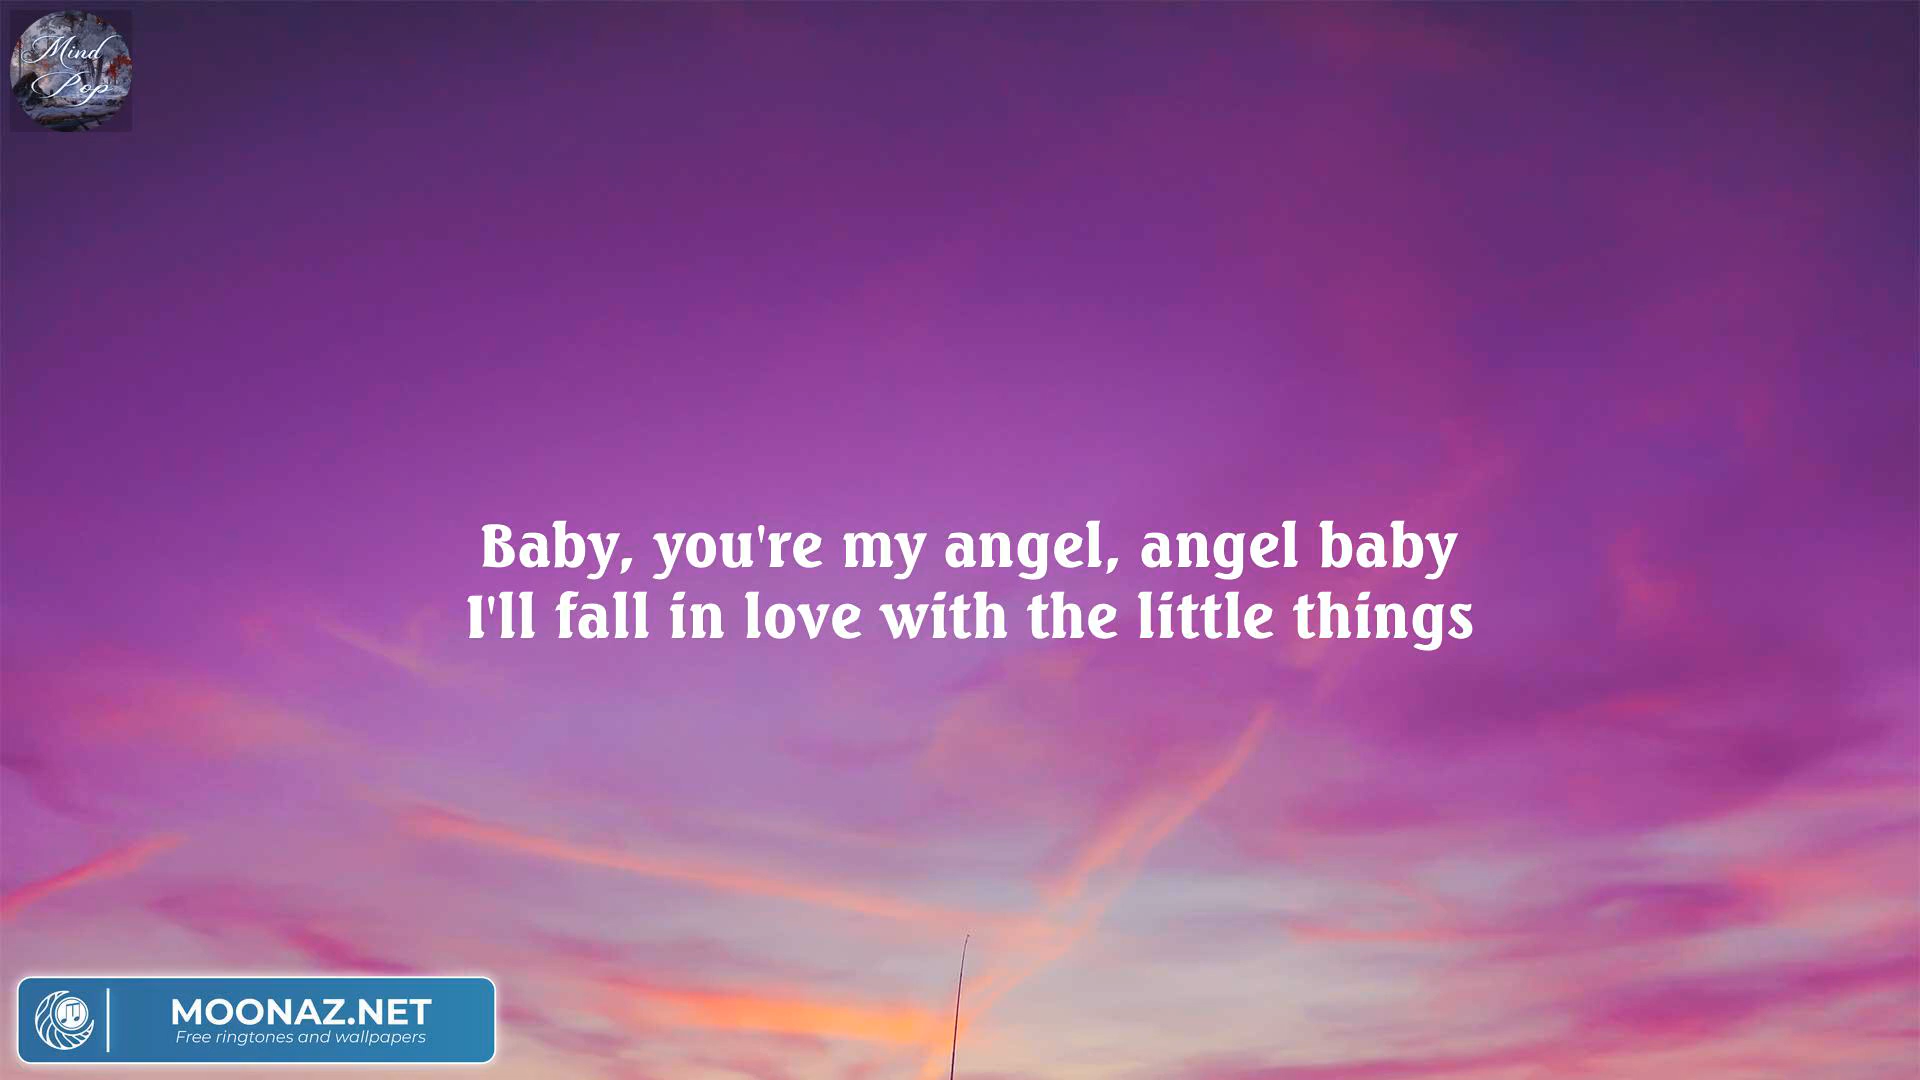 Mind
Pop
Baby, you're my angel, angel baby
I'll fall in love with the little things
MOONAZ.NET
Free ringtones and wallpapers